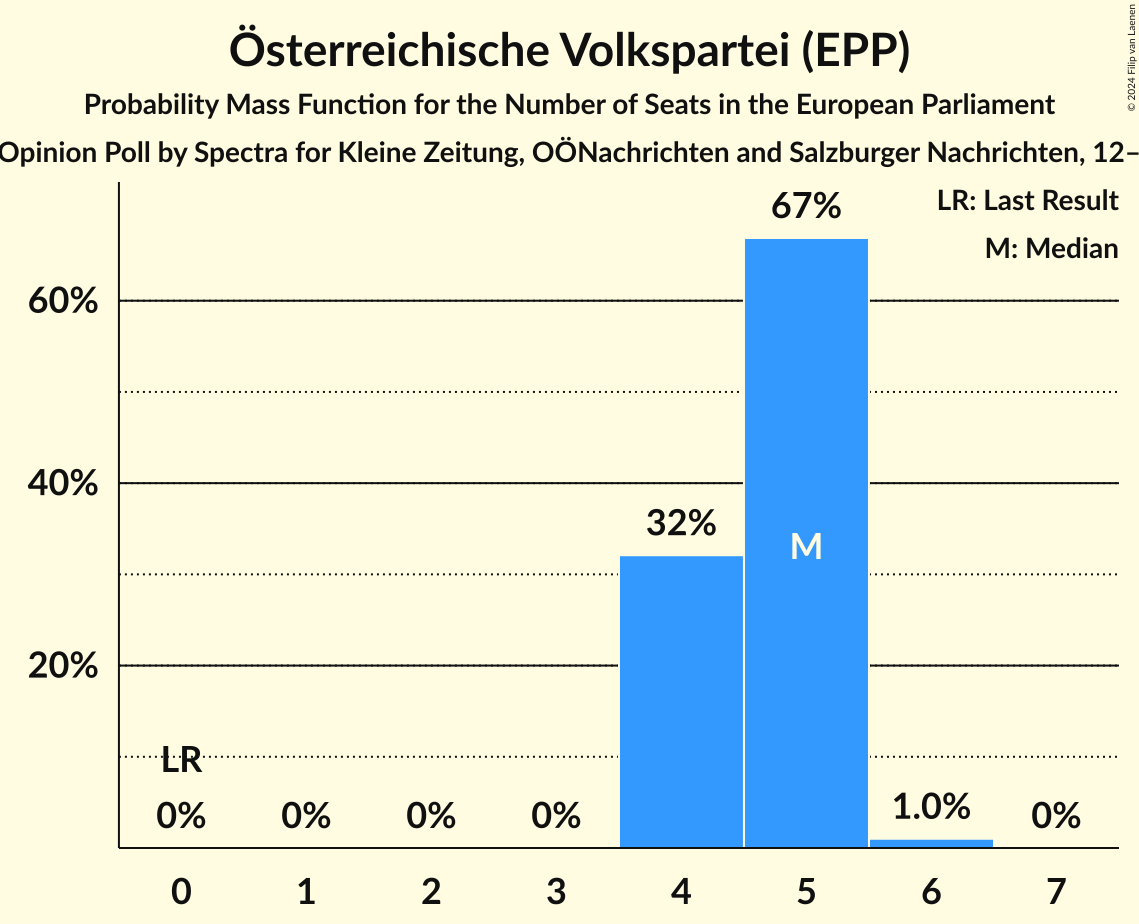 Österreichische Volkspartei (EPP)
Probability Mass Function for the Number of Seats in the European Parliament
Opinion Poll by Spectra for Kleine Zeitung, OÖNachrichten and Salzburger Nachrichten, 12–
© 2024 Filip van Laenen
LR: Last Result
M: Median
67%
60%
40%
32%
M
20%
LR
0% 0% 0% 0% 1.0% 0%
0 1 2 3 4 5 6 7